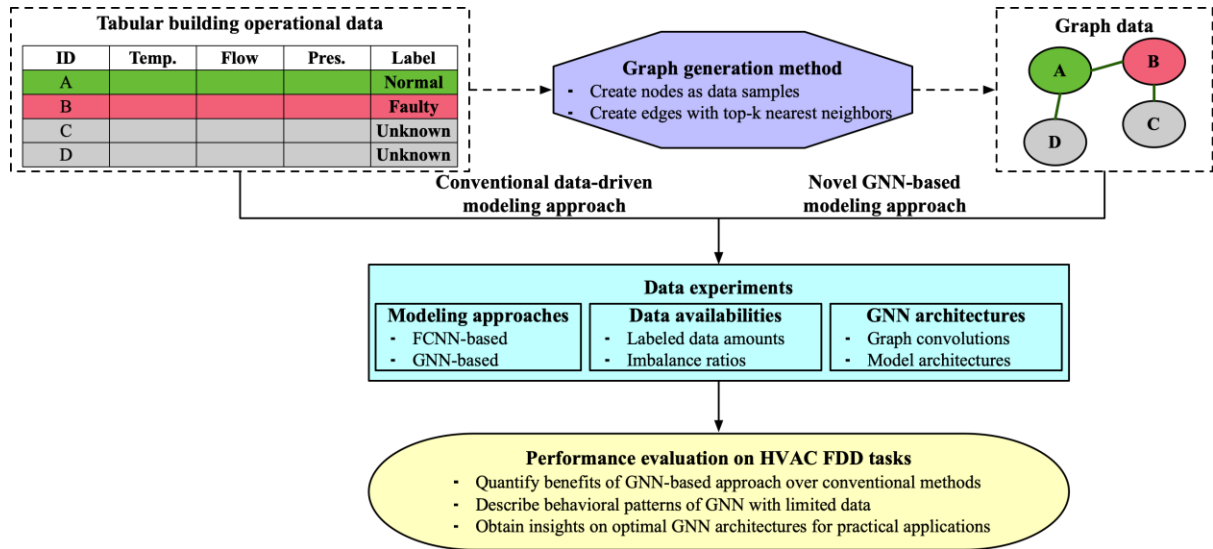 Tabular building operational data
ID Temp. Flow Pres. Label
A Normal
B Faulty
C Unknown
D Unknown
Graph generation method
- Create nodes as data samples
- Create edges with top-k nearest neighbors
Graph data
A
B
D
C
Conventional data-driven
modeling approach
Novel GNN-based
modeling approach
Data experiments
Modeling approaches
- FCNN-based
- GNN-based
Data availabilities
- Labeled data amounts
- Imbalance ratios
GNN architectures
- Graph convolutions
- Model architectures
Performance evaluation on HVAC FDD tasks
- Quantify benefits of GNN-based approach over conventional methods
- Describe behavioral patterns of GNN with limited data
- Obtain insights on optimal GNN architectures for practical applications